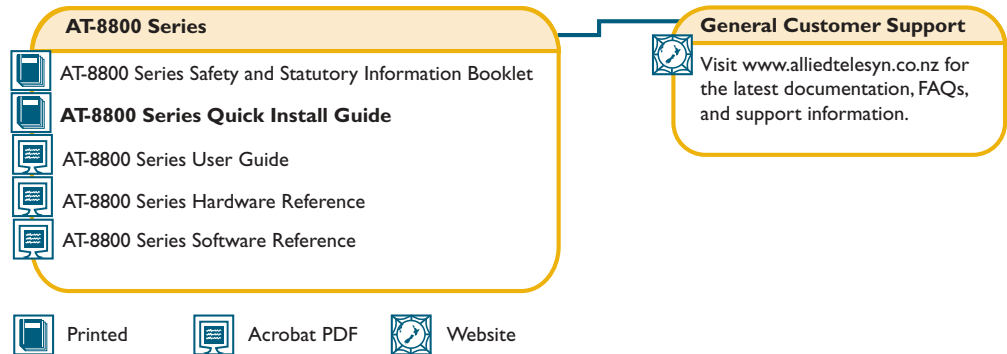 AT-8800 Series
AT-8800 Series Safety and Statutory Information Booklet
AT-8800 Series Quick Install Guide
AT-8800 Series User Guide
AT-8800 Series Hardware Reference
AT-8800 Series Software Reference
General Customer Support
Visit www.alliedtelesyn.co.nz for
the latest documentation, FAQs,
and support information.
Printed
Acrobat PDF
Website